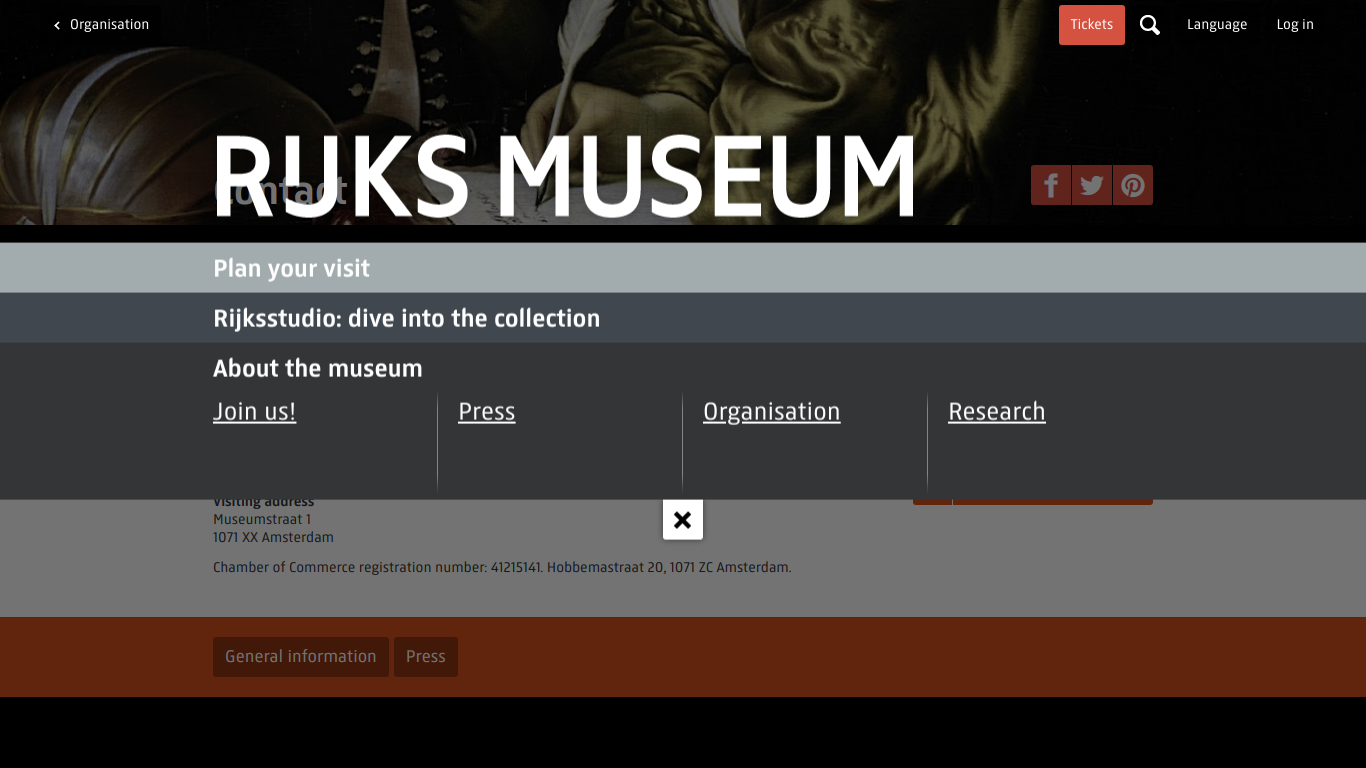 Organisation
Tickets
Language
Log in
RIJKS MUSEUM
Contact
Plan your visit
Rijksstudio: dive into the collection
About the museum
Join us!
Press
Organisation
Research
Visiting address
Museumstraat 1
1071 XX Amsterdam
Chamber of Commerce registration number: 41215141. Hobbemastraat 20, 1071 ZC Amsterdam.
General information
Press